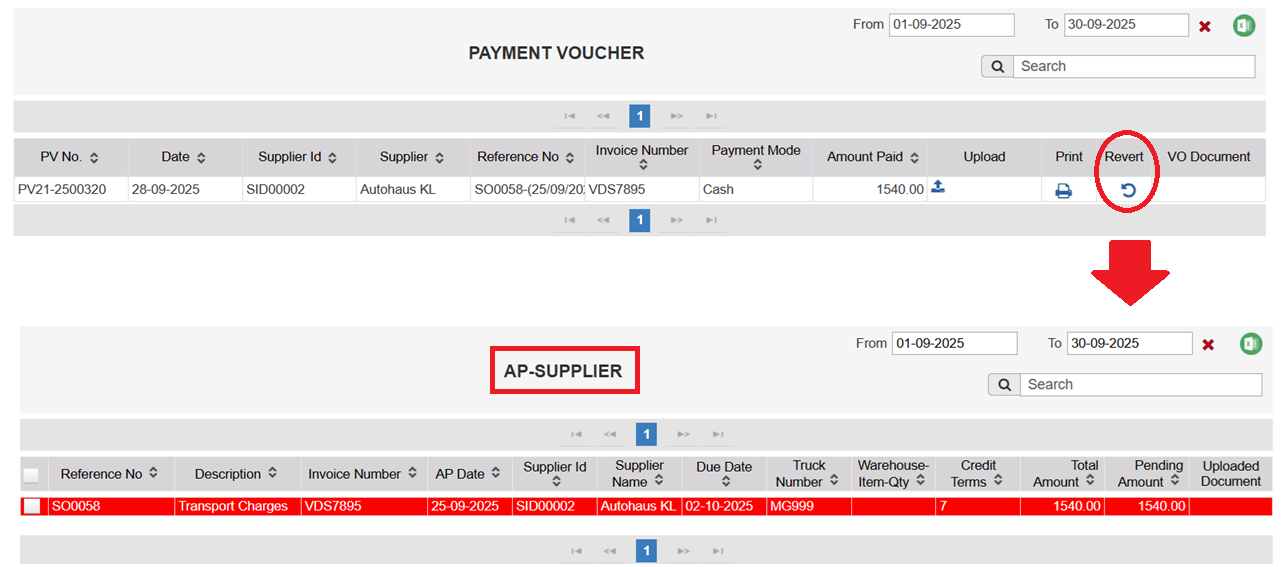 From 01-09-2025 To 30-09-2025
PAYMENT VOUCHER
Search
1
PV No. Date Supplier Id Supplier Reference No Invoice Number Payment Mode Amount Paid Upload Print Revert VO Document
PV21-2500320 28-09-2025 SID00002 Autohaus KL SO0058-(25/09/20 VDS7895 Cash 1540.00
1
From 01-09-2025 To 30-09-2025
AP-SUPPLIER
Search
1
Reference No Description Invoice Number AP Date Supplier Id Supplier Name Due Date Truck Number Warehouse-Item-Qty Credit Terms Total Amount Pending Amount Uploaded Document
SO0058 Transport Charges VDS7895 25-09-2025 SID00002 Autohaus KL 02-10-2025 MG999 7 1540.00 1540.00
1